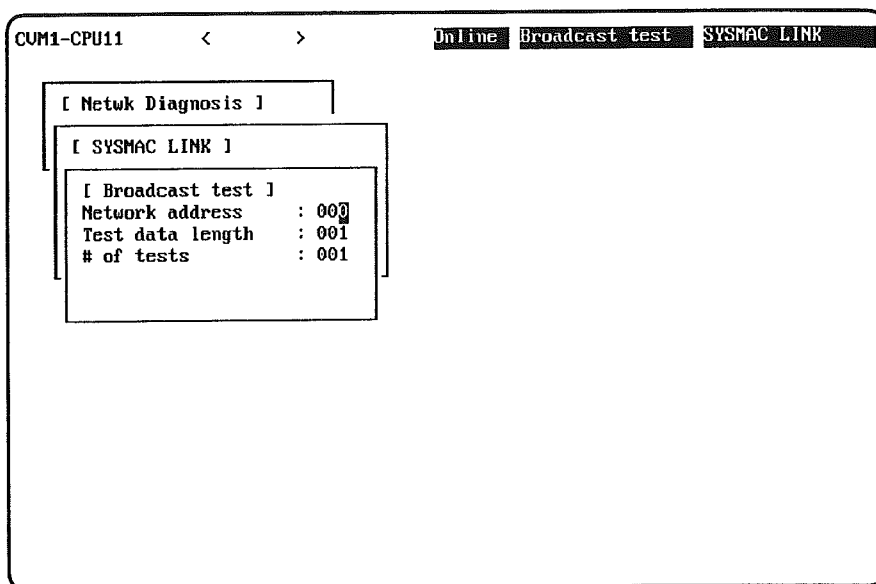 CVM1-CPU11 < > Online Broadcast test SYSMAC LINK
[ Netwk Diagnosis ]
[ SYSMAC LINK ]
[ Broadcast test ]
Network address : 000
Test data length : 001
# of tests : 001